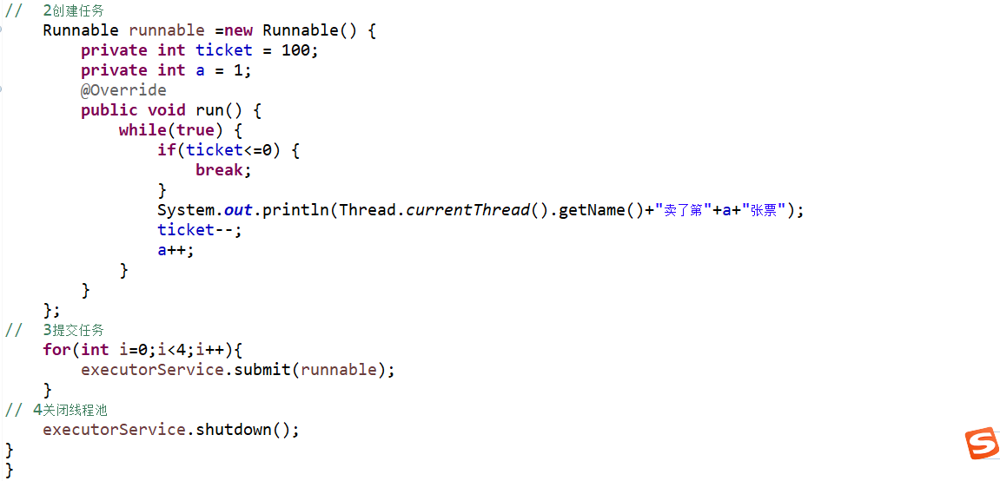 //  2创建任务
    Runnable runnable =new Runnable() {
        private int ticket = 100;
        private int a = 1;
        @Override
        public void run() {
            while(true) {
                if(ticket<=0) {
                    break;
                }
                System.out.println(Thread.currentThread().getName()+"卖了第"+a+"张票");
                ticket--;
                a++;
            }
        }
    };
//  3提交任务
    for(int i=0;i<4;i++){
        executorService.submit(runnable);
    }
// 4关闭线程池
    executorService.shutdown();
}
}
S